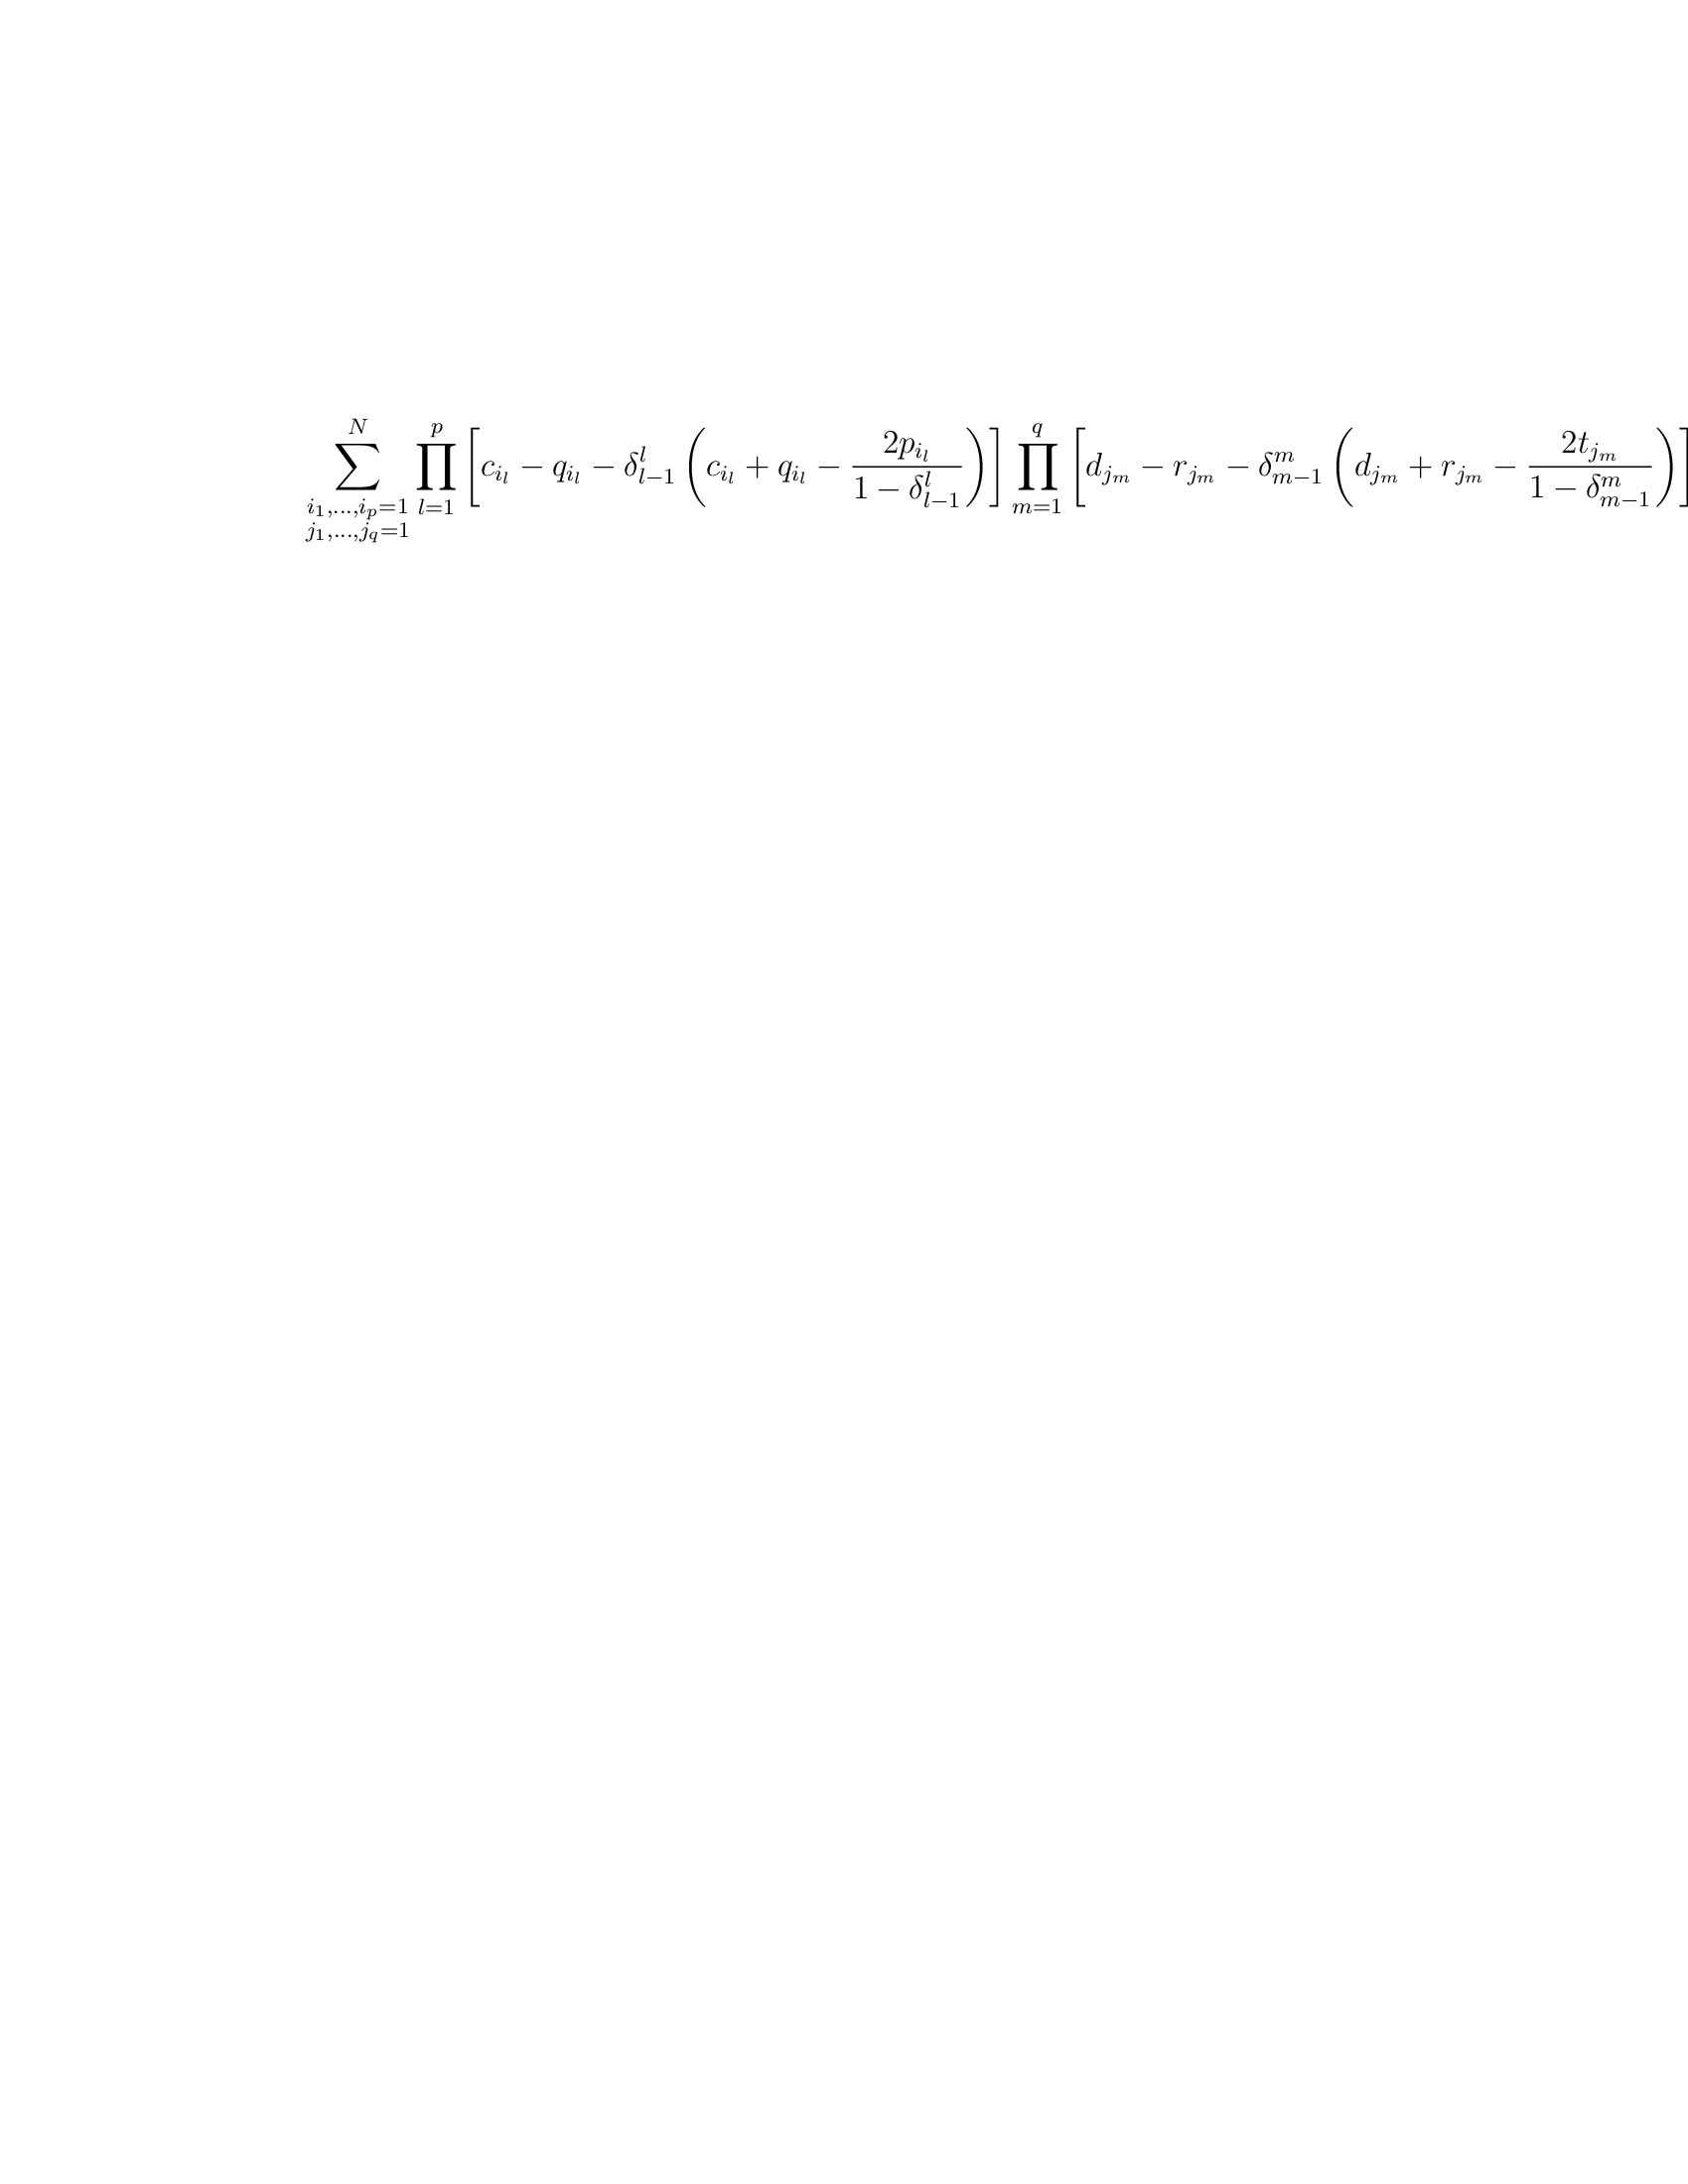 \sum_{\substack{i_1,\ldots,i_p=1 \\ j_1,\ldots,j_q=1}}^{N} \prod_{l=1}^{p} \left[ c_{i_l} - q_{i_l} - \delta_{l-1}^{l} \left( c_{i_l} + q_{i_l} - \frac{2p_{i_l}}{1 - \delta_{l-1}^{l}} \right) \right] \prod_{m=1}^{q} \left[ d_{j_m} - r_{j_m} - \delta_{m-1}^{m} \left( d_{j_m} + r_{j_m} - \frac{2t_{j_m}}{1 - \delta_{m-1}^{m}} \right) \right]